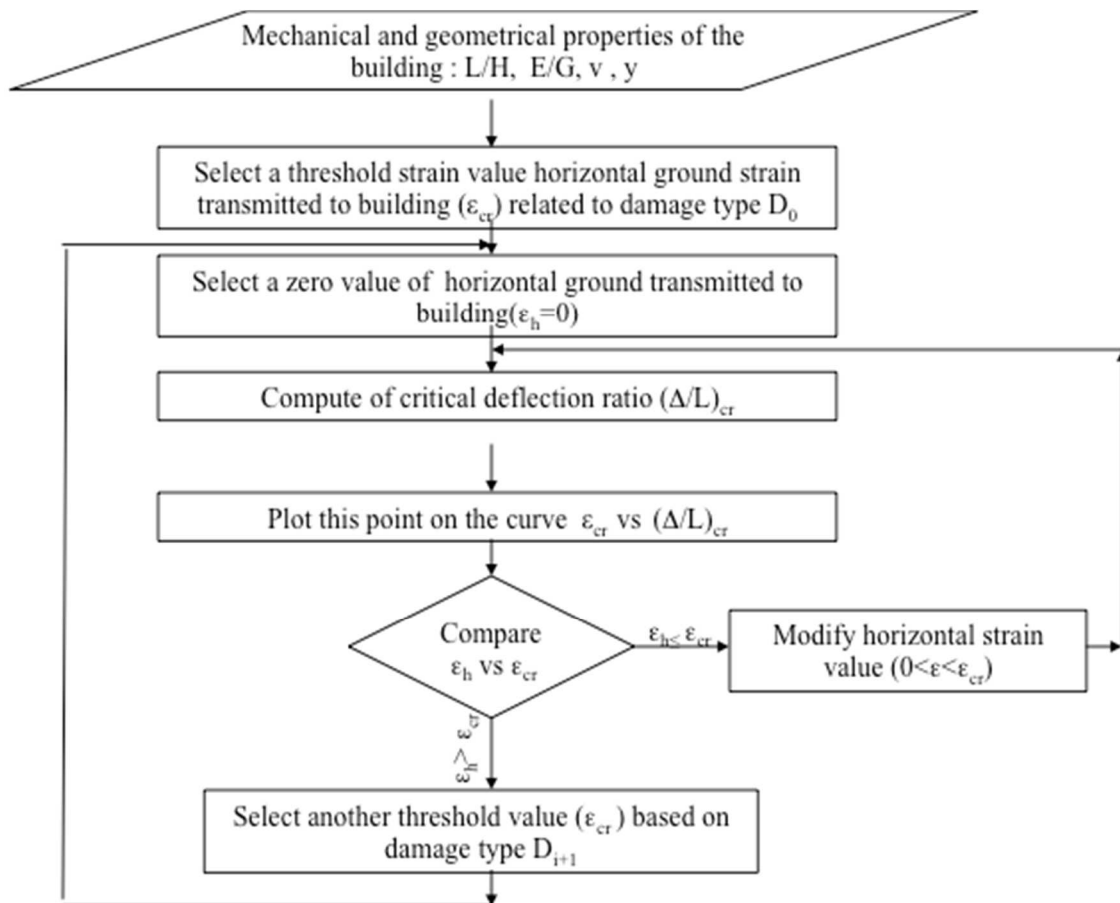 Mechanical and geometrical properties of the
building : L/H, E/G, v , y
Select a threshold strain value horizontal ground strain
transmitted to building (εcr) related to damage type D0
Select a zero value of horizontal ground transmitted to
building(εh=0)
Compute of critical deflection ratio (Δ/L)cr
Plot this point on the curve εcr vs (Δ/L)cr
Compare
εh vs εcr
εh≤ εcr
Modify horizontal strain
value (0<ε<εcr)
εh> εcr
Select another threshold value (εcr) based on
damage type Di+1